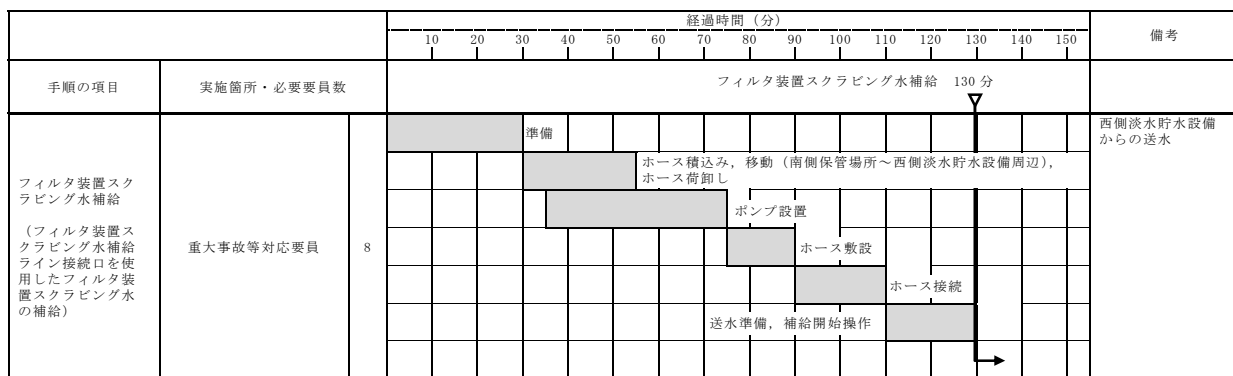 経過時間(分)
備考
10 20 30 40 50 60 70 80 90 100 110 120 130 140 150
手順の項目
実施箇所・必要要員数
フィルタ装置スクラビング水補給 130 分
フィルタ装置スク
ラビング水補給
(フィルタ装置ス
クラビング水補給
ライン接続口を使
用したフィルタ装
置スクラビング水
の補給)
重大事故等対応要員
8
準備
ホース積込み,移動(南側保管場所~西側淡水貯水設備周辺),
ホース荷卸し
ポンプ設置
ホース敷設
ホース接続
送水準備,補給開始操作
西側淡水貯水設備
からの送水